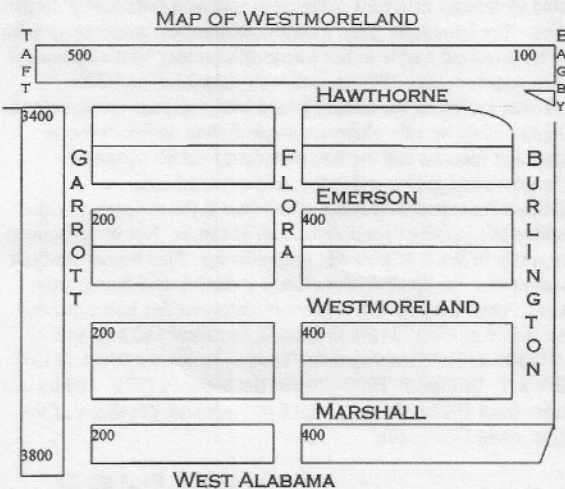 MAP OF WESTMORELAND
TAFT
500
100
EAGBY
HAWTHORNE
3400
GARROTT
FLORA
BURLINGTON
EMERSON
200
400
WESTMORELAND
200
400
MARSHALL
200
400
3800
WEST ALABAMA